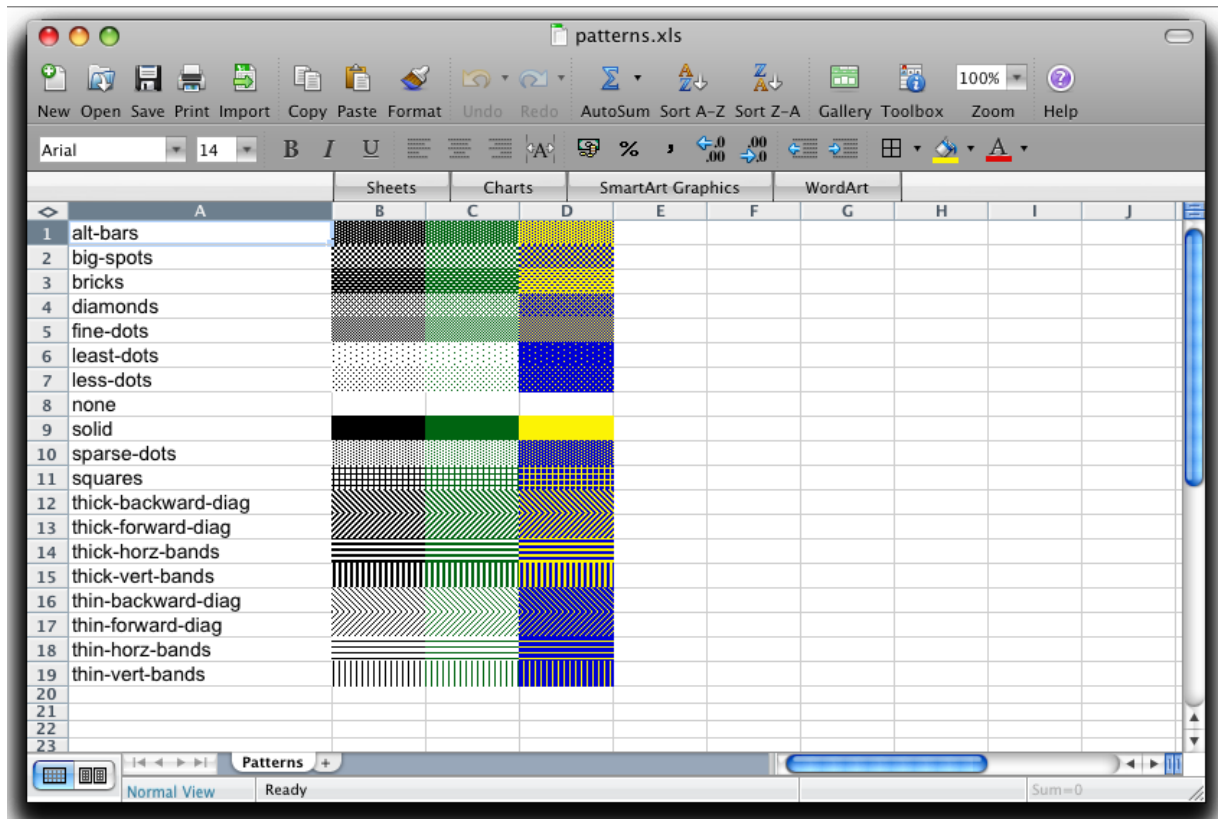 patterns.xls
New Open Save Print Import Copy Paste Format Undo Redo AutoSum Sort A-Z Sort Z-A Gallery Toolbox 100% Zoom Help
Arial 14 B I U A % , .0 .00 .00 .0 A
Sheets Charts SmartArt Graphics WordArt
A B C D E F G H I J
1 alt-bars
2 big-spots
3 bricks
4 diamonds
5 fine-dots
6 least-dots
7 less-dots
8 none
9 solid
10 sparse-dots
11 squares
12 thick-backward-diag
13 thick-forward-diag
14 thick-horz-bands
15 thick-vert-bands
16 thin-backward-diag
17 thin-forward-diag
18 thin-horz-bands
19 thin-vert-bands
20
21
22
23
Patterns +
Normal View Ready Sum=0